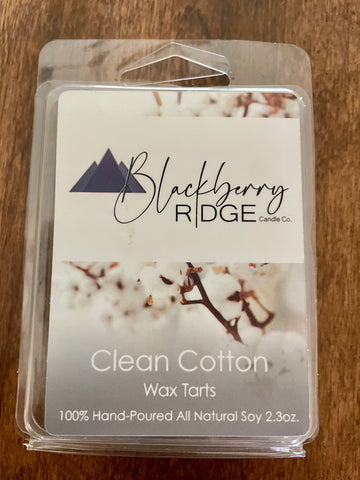 Blackberry
RIDGE Candle Co.
Clean Cotton
Wax Tarts
100% Hand-Poured All Natural Soy 2.3oz.